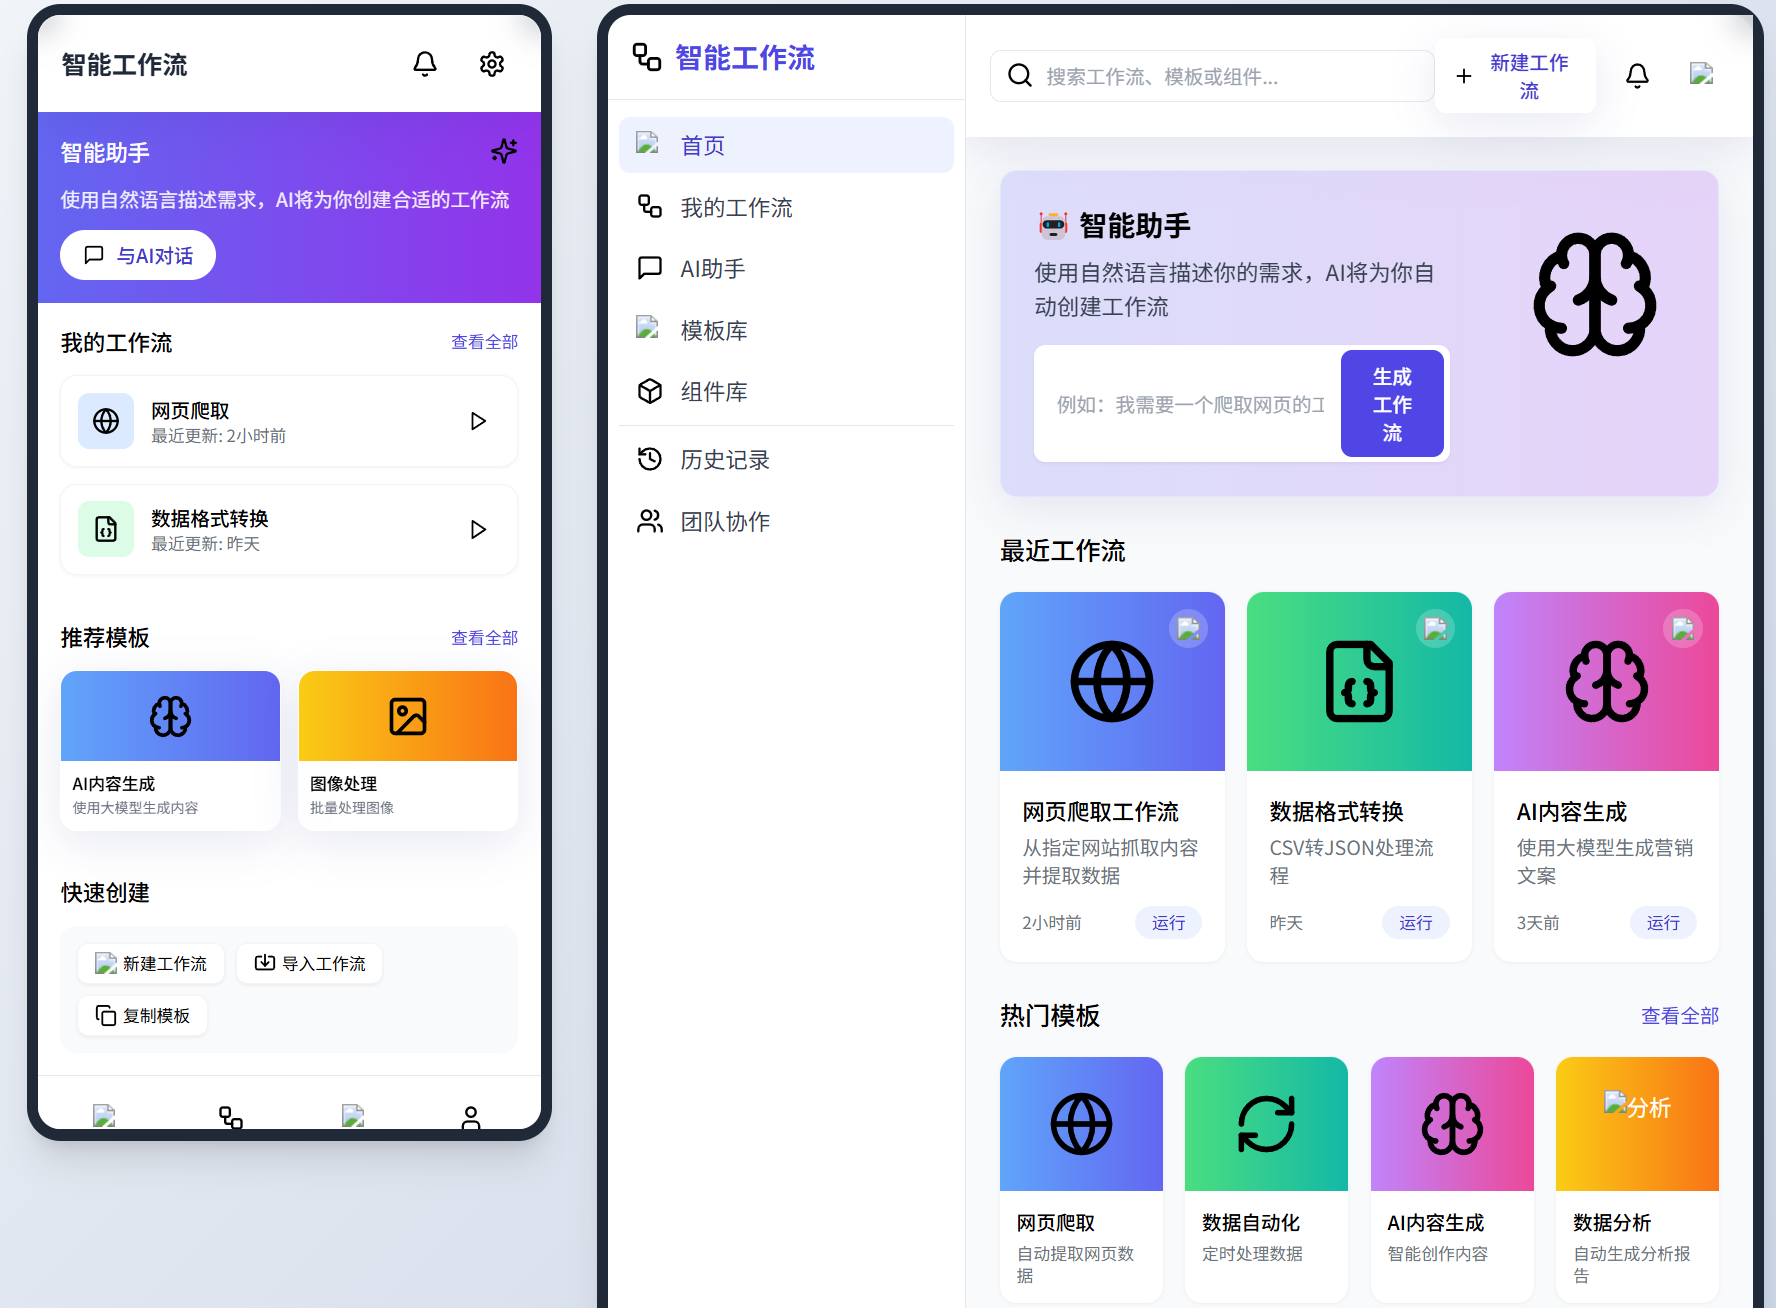 智能工作流
智能助手
使用自然语言描述需求，AI将为你创建合适的工作流
与AI对话
我的工作流
查看全部
网页爬取
最近更新: 2小时前
数据格式转换
最近更新: 昨天
推荐模板
查看全部
AI内容生成
使用大模型生成内容
图像处理
批量处理图像
快速创建
新建工作流
导入工作流
复制模板
智能工作流
首页
我的工作流
AI助手
模板库
组件库
历史记录
团队协作
搜索工作流、模板或组件...
新建工作
流
智能助手
使用自然语言描述你的需求，AI将为你自
动创建工作流
例如：我需要一个爬取网页的工
生成
工作
流
最近工作流
网页爬取工作流
从指定网站抓取内容
并提取数据
2小时前
运行
数据格式转换
CSV转JSON处理流
程
昨天
运行
AI内容生成
使用大模型生成营销
文案
3天前
运行
热门模板
查看全部
网页爬取
自动提取网页数
据
数据自动化
定时处理数据
AI内容生成
智能创作内容
分析
数据分析
自动生成分析报
告